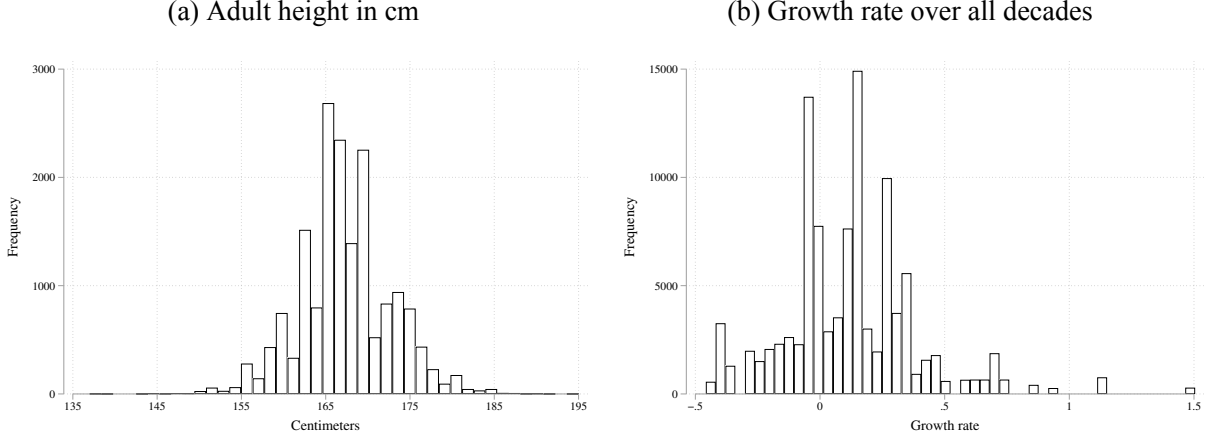 (a) Adult height in cm
3000
2000
1000
0
Frequency
135 145 155 165 175 185 195
Centimeters
(b) Growth rate over all decades
15000
10000
5000
0
Frequency
-.5 0 .5 1 1.5
Growth rate